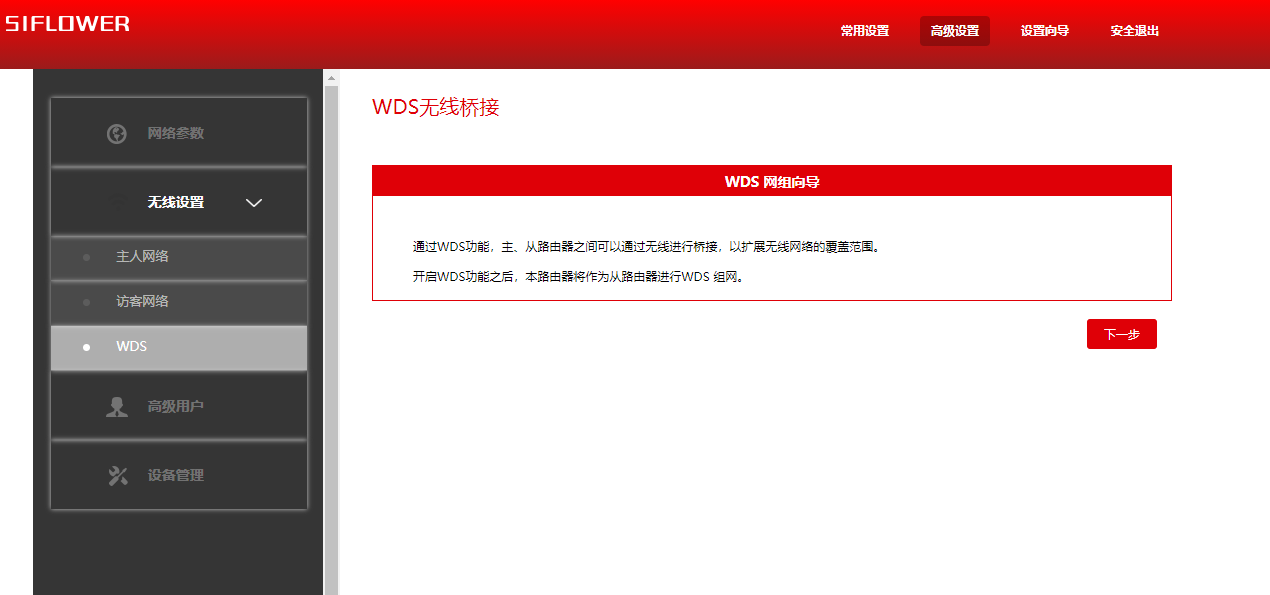 SIFLOWER
常用设置
高级设置
设置向导
安全退出
网络参数
无线设置
主人网络
访客网络
WDS
高级用户
设备管理
WDS无线桥接
WDS 网组向导
通过WDS功能，主、从路由器之间可以通过无线进行桥接，以扩展无线网络的覆盖范围。
开启WDS功能之后，本路由器将作为从路由器进行WDS 组网。
下一步